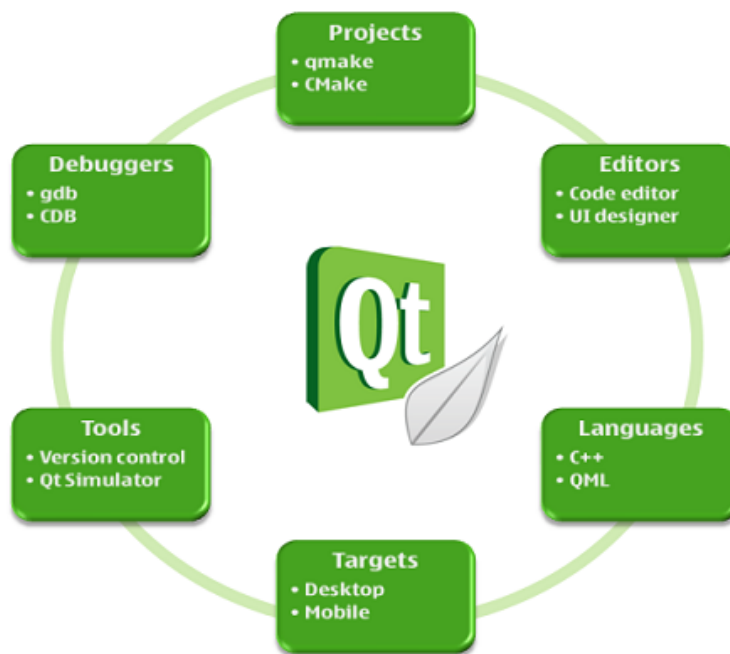 Projects
• qmake
• CMake
Debuggers
• gdb
• CDB
Editors
• Code editor
• UI designer
Qt
Tools
• Version control
• Qt Simulator
Languages
• C++
• QML
Targets
• Desktop
• Mobile